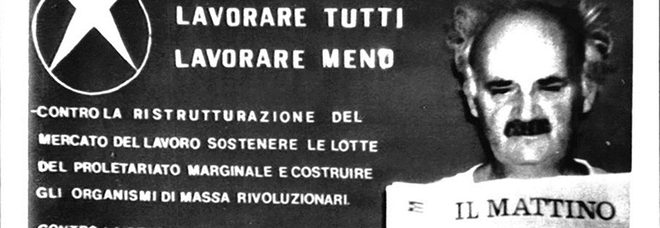 LAVORARE TUTTI
LAVORARE MENO
-CONTRO LA RISTRUTTURAZIONE DEL
MERCATO DEL LAVORO SOSTENERE LE LOTTE
DEL PROLETARIATO MARGINALE E COSTRUIRE
GLI ORGANISMI DI MASSA RIVOLUZIONARI.
IL MATTINO